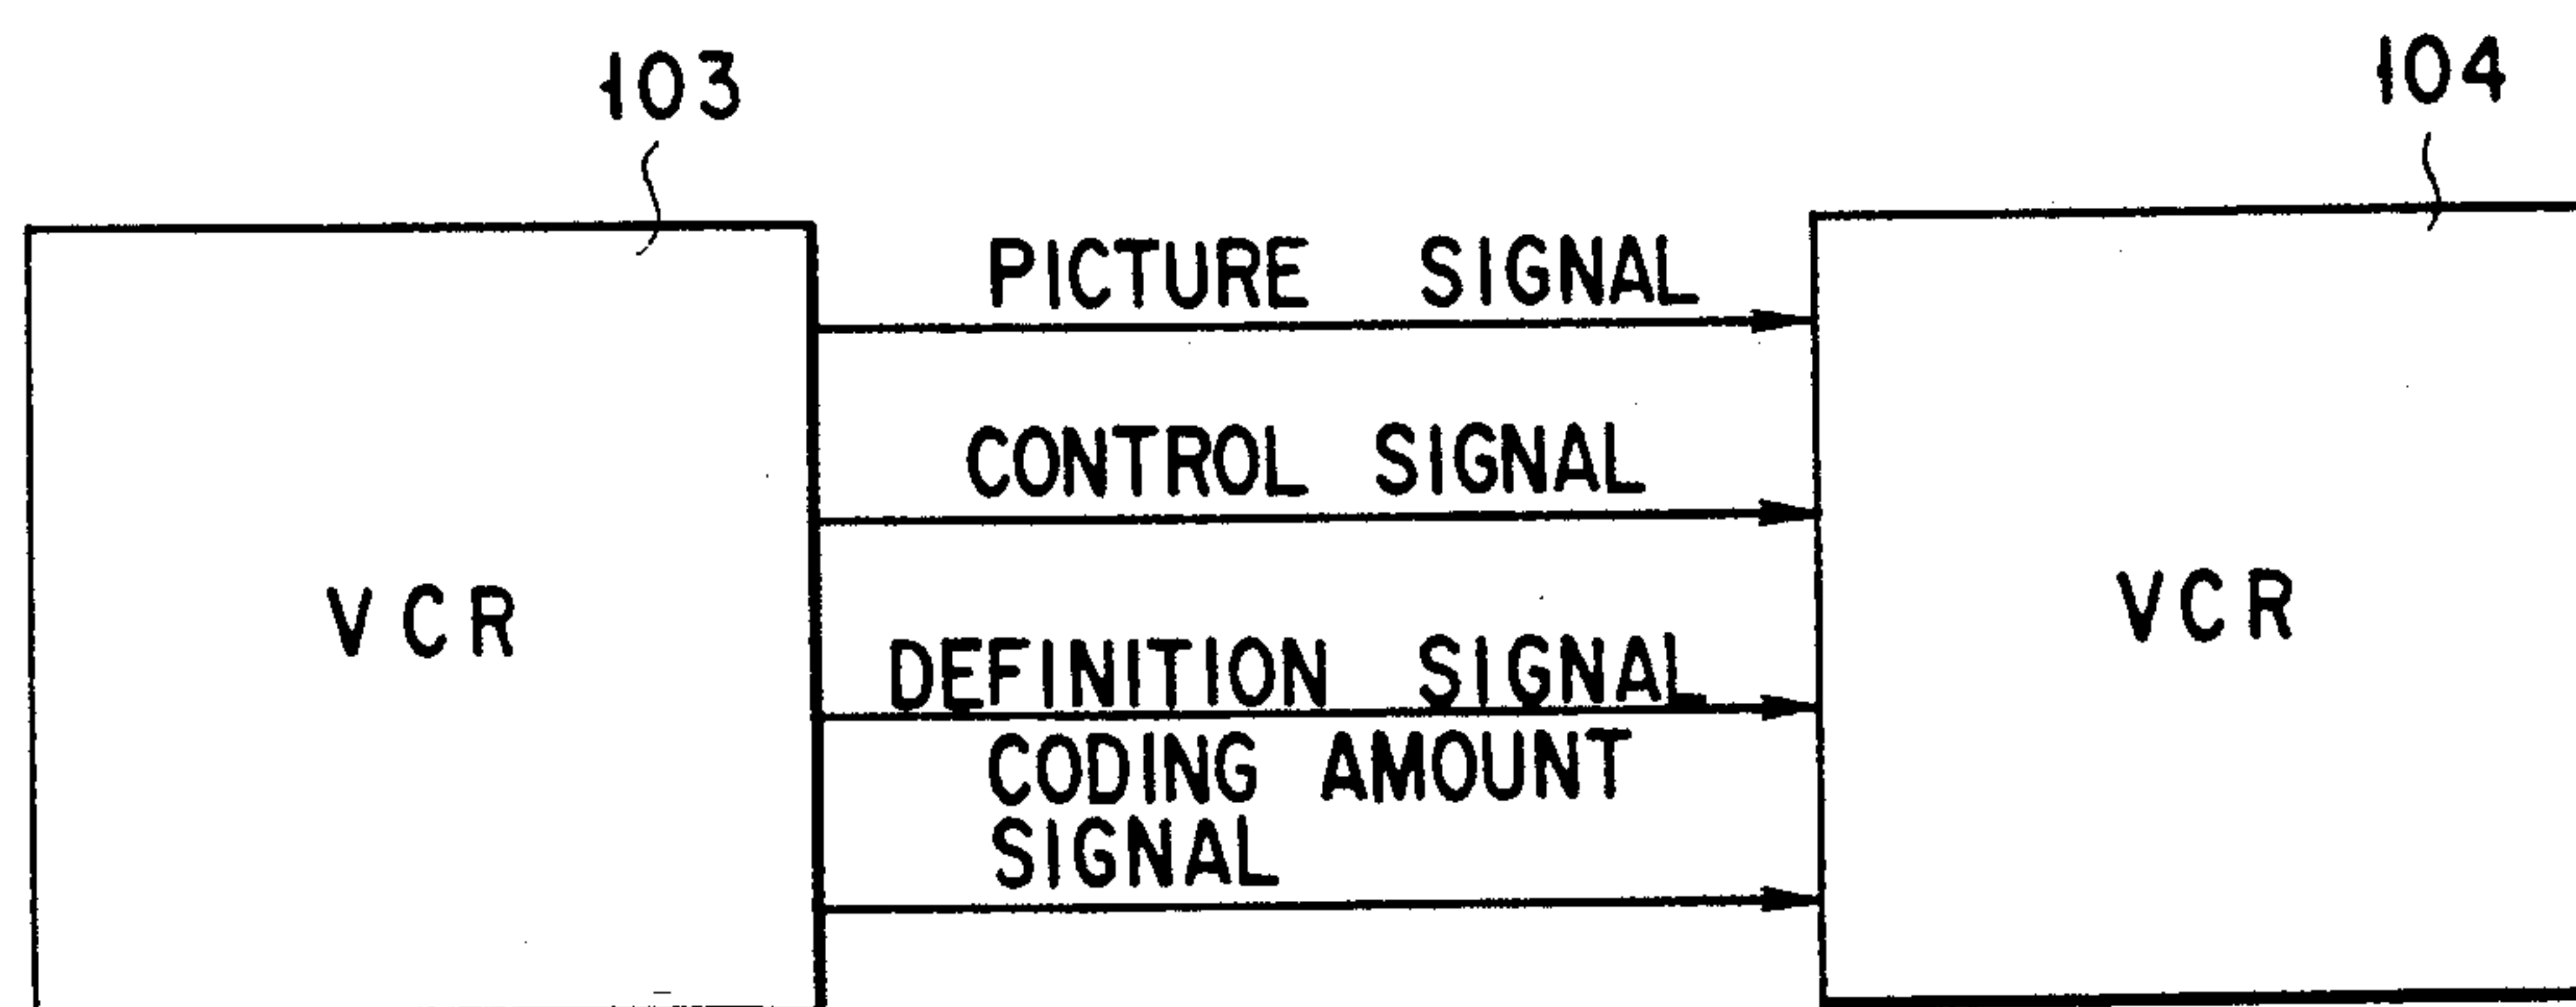 103
104
PICTURE SIGNAL
CONTROL SIGNAL
VCR
VCR
DEFINITION SIGNAL
CODING AMOUNT
SIGNAL